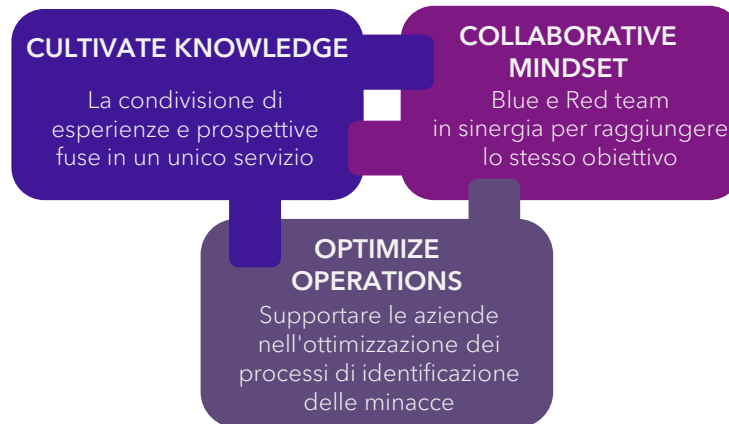 CULTIVATE KNOWLEDGE
La condivisione di
esperienze e prospettive
fuse in un unico servizio
COLLABORATIVE
MINDSET
Blue e Red team
in sinergia per raggiungere
lo stesso obiettivo
OPTIMIZE
OPERATIONS
Supportare le aziende
nell'ottimizzazione dei
processi di identificazione
delle minacce